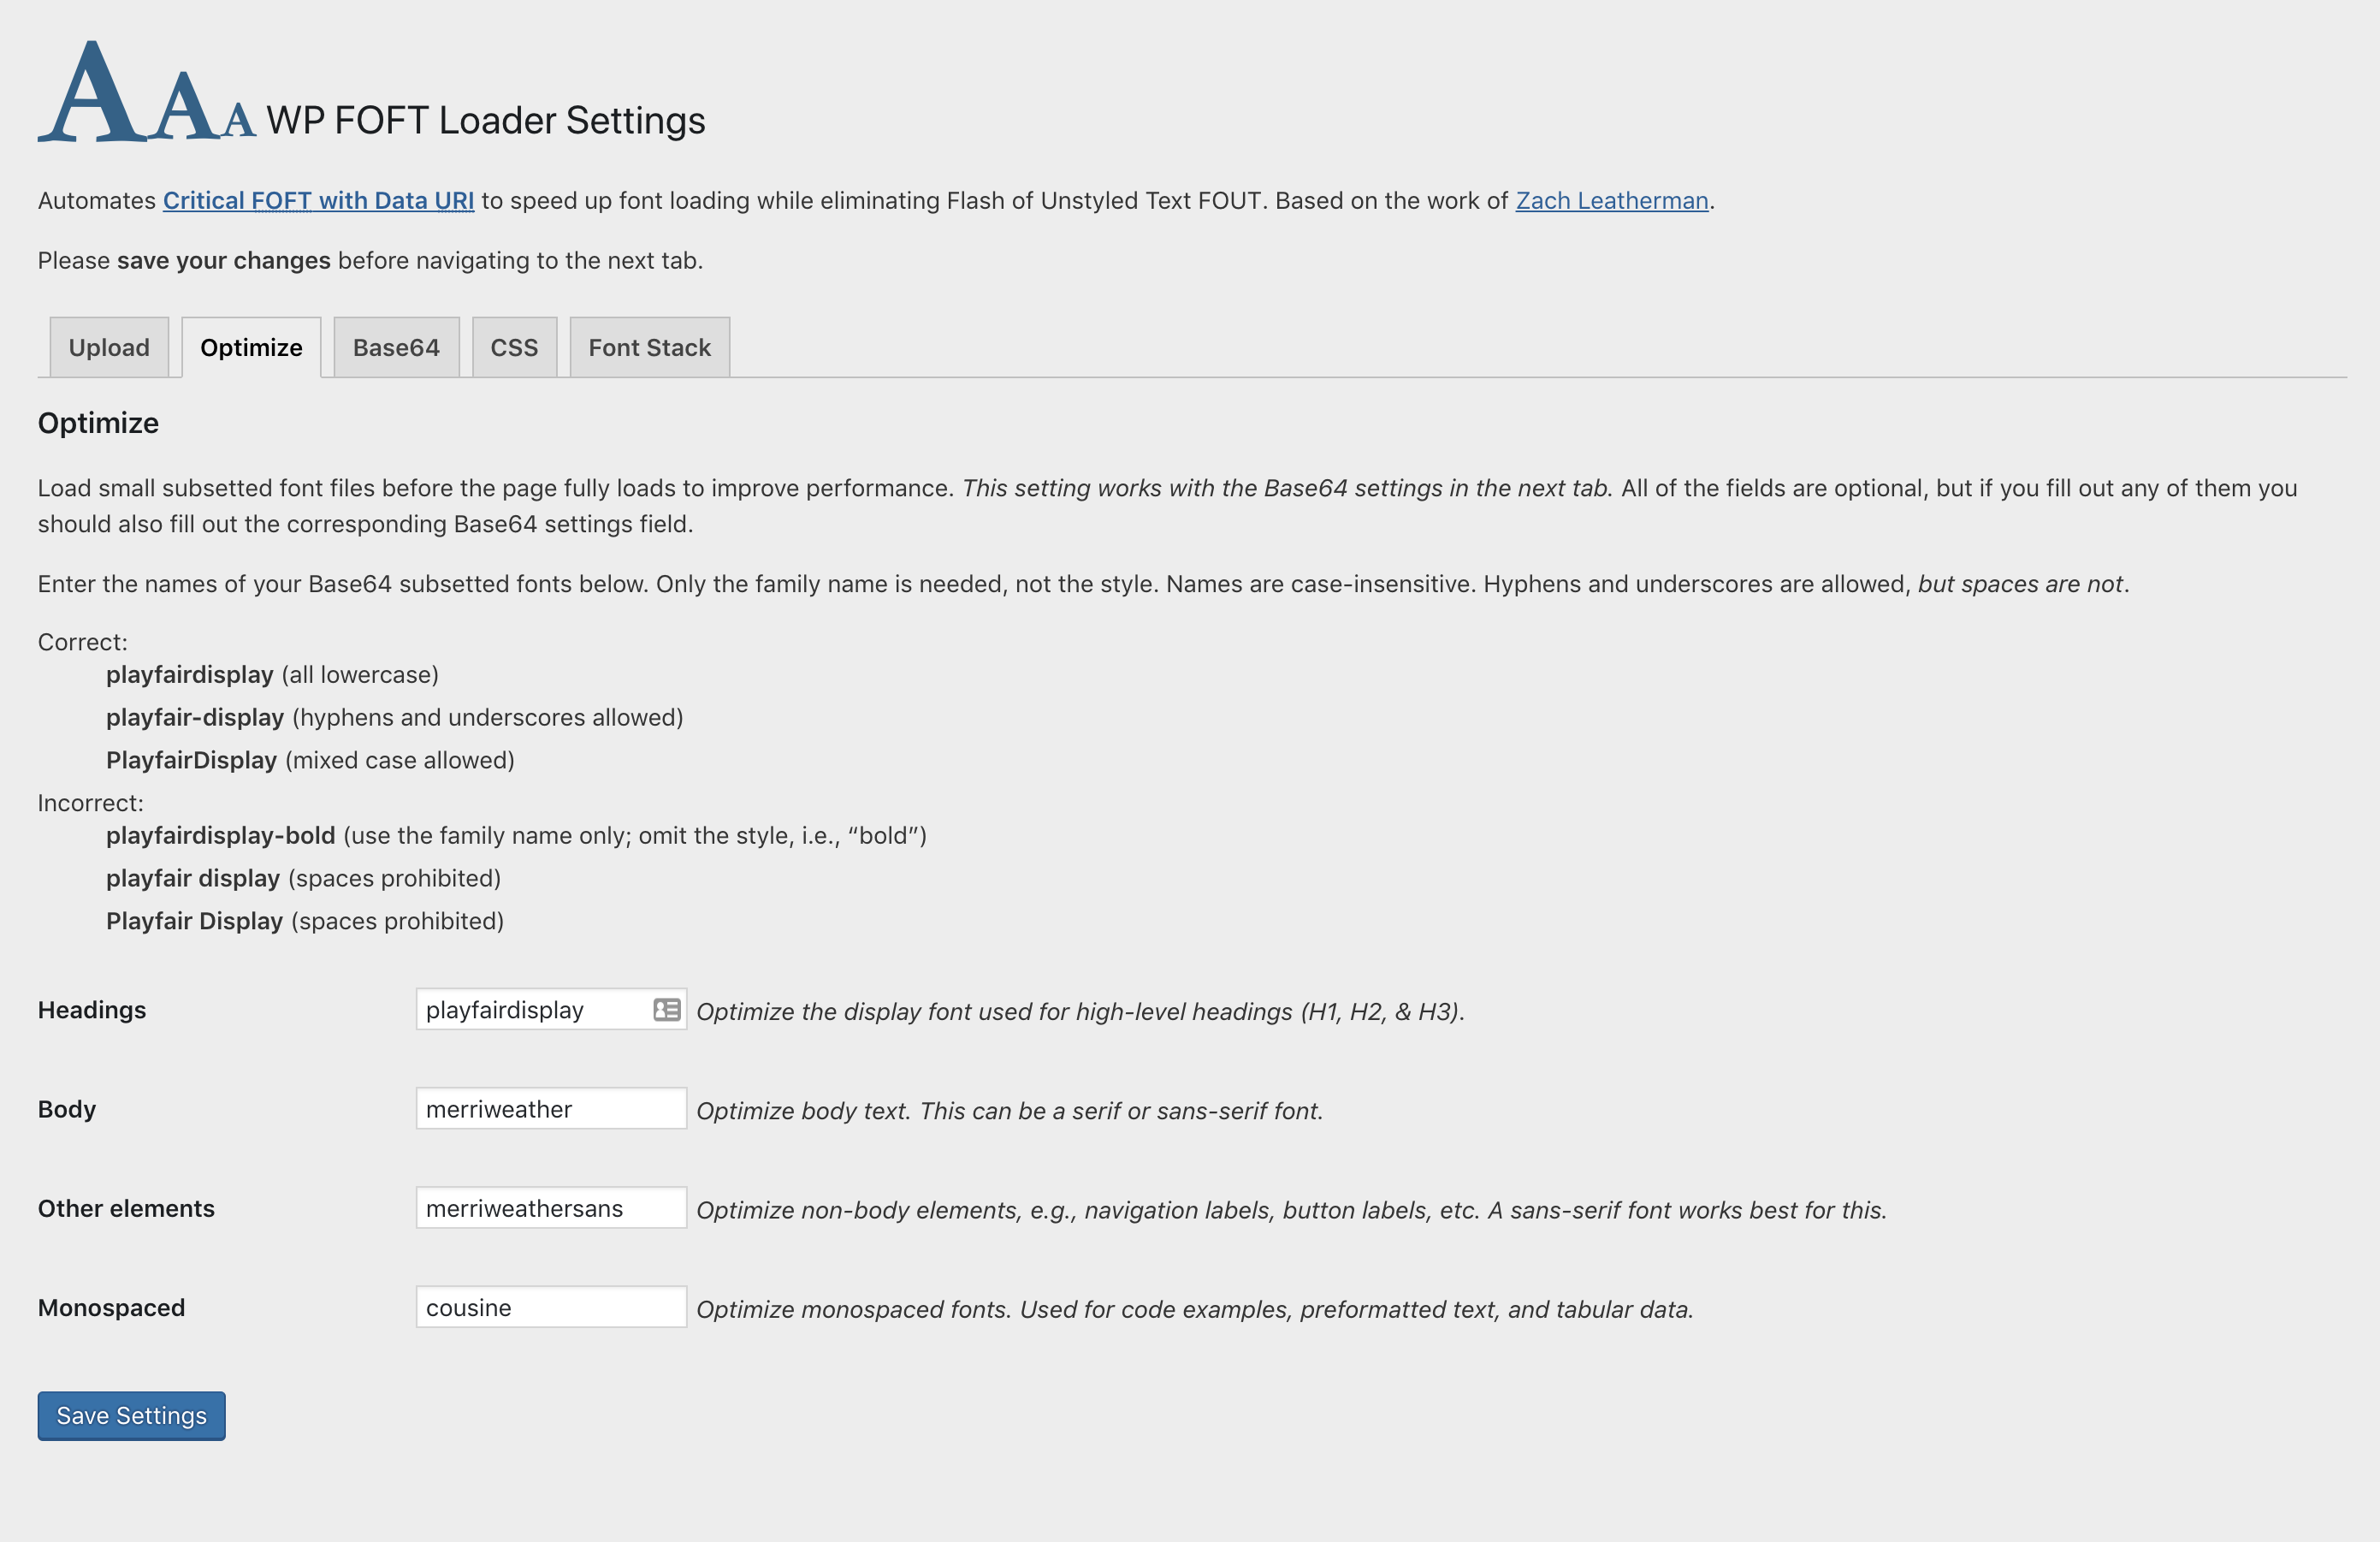 AAA WP FOFT Loader Settings
Automates Critical FOFT with Data URI to speed up font loading while eliminating Flash of Unstyled Text FOUT. Based on the work of Zach Leatherman.
Please save your changes before navigating to the next tab.
Upload Optimize Base64 CSS Font Stack
Optimize
Load small subsetted font files before the page fully loads to improve performance. This setting works with the Base64 settings in the next tab. All of the fields are optional, but if you fill out any of them you
should also fill out the corresponding Base64 settings field.
Enter the names of your Base64 subsetted fonts below. Only the family name is needed, not the style. Names are case-insensitive. Hyphens and underscores are allowed, but spaces are not.
Correct:
playfairdisplay (all lowercase)
playfair-display (hyphens and underscores allowed)
PlayfairDisplay (mixed case allowed)
Incorrect:
playfairdisplay-bold (use the family name only; omit the style, i.e., “bold”)
playfair display (spaces prohibited)
Playfair Display (spaces prohibited)
Headings playfairdisplay Optimize the display font used for high-level headings (H1, H2, & H3).
Body merriweather Optimize body text. This can be a serif or sans-serif font.
Other elements merriweathersans Optimize non-body elements, e.g., navigation labels, button labels, etc. A sans-serif font works best for this.
Monospaced cousine Optimize monospaced fonts. Used for code examples, preformatted text, and tabular data.
Save Settings